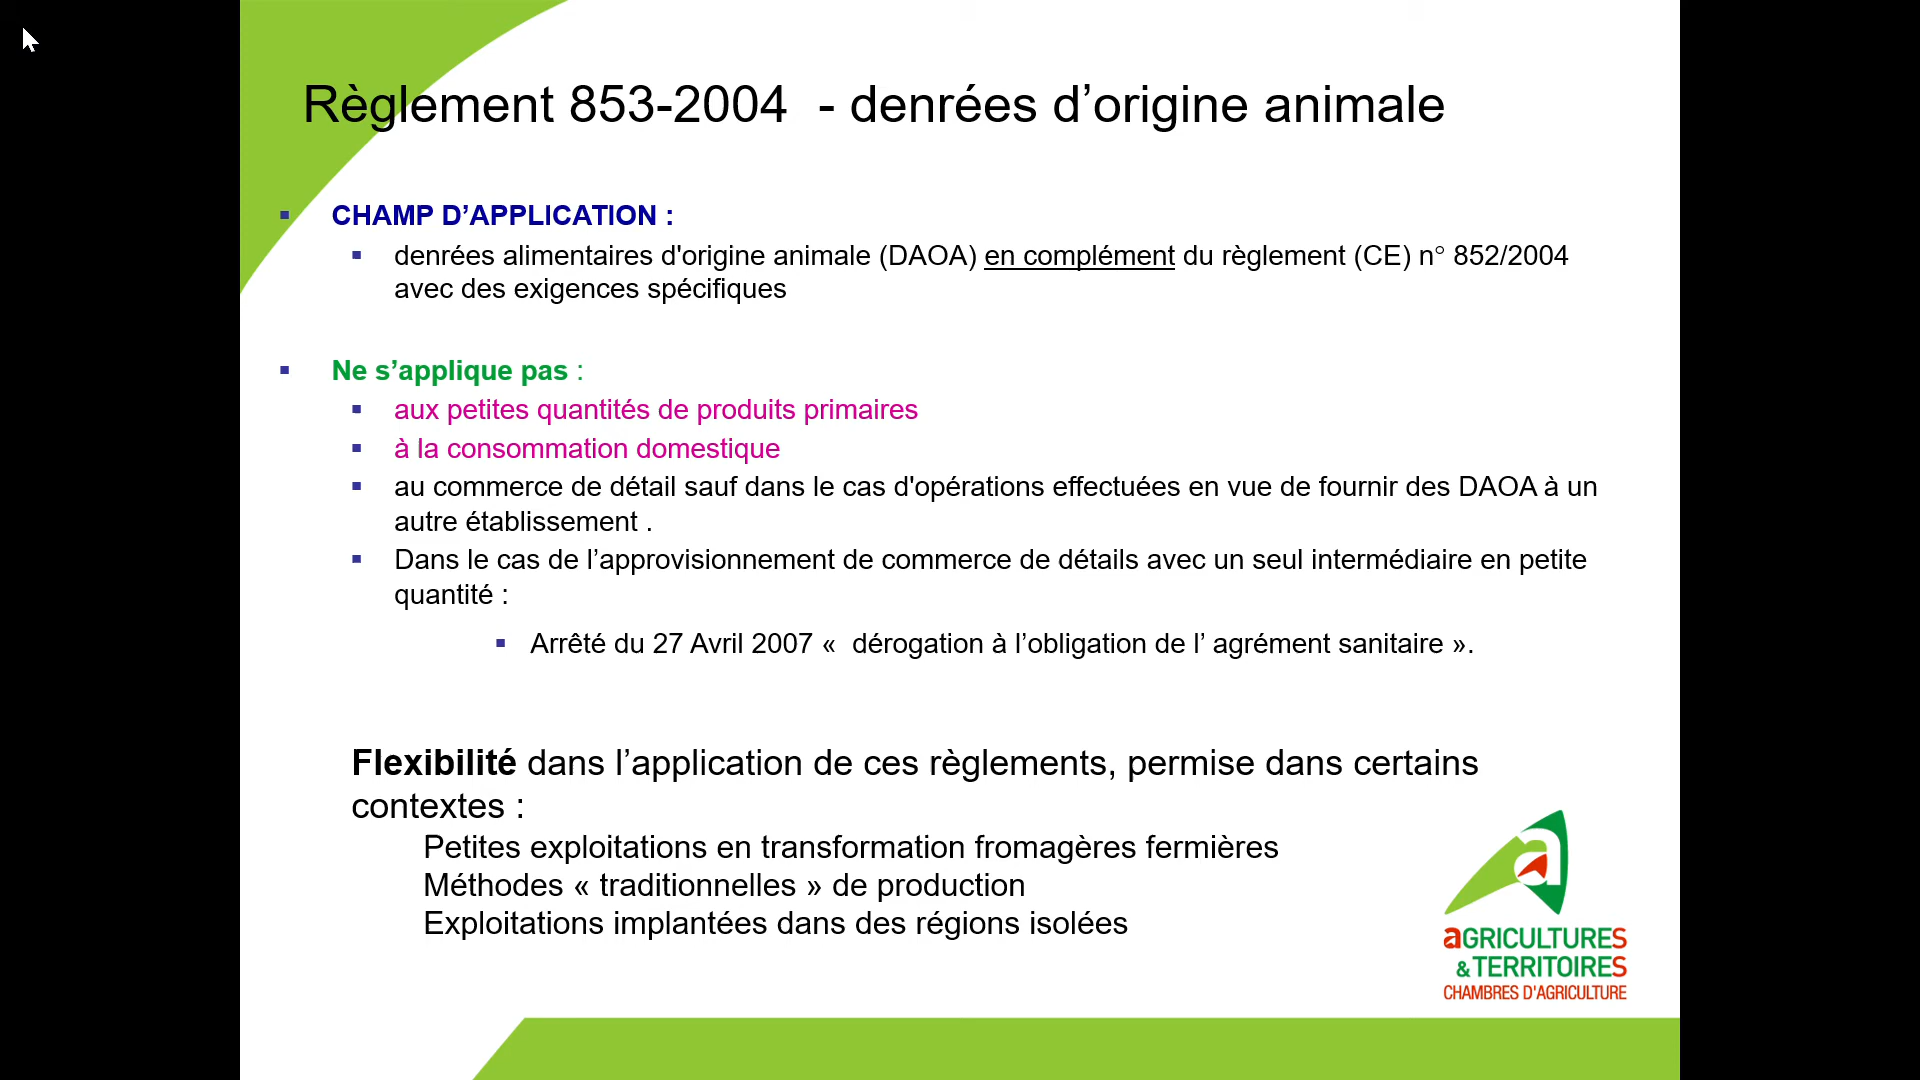 Règlement 853-2004  - denrées d’origine animale
▪ CHAMP D’APPLICATION :
▪ denrées alimentaires d'origine animale (DAOA) en complément du règlement (CE) n° 852/2004
avec des exigences spécifiques
▪ Ne s’applique pas :
▪ aux petites quantités de produits primaires
▪ à la consommation domestique
▪ au commerce de détail sauf dans le cas d'opérations effectuées en vue de fournir des DAOA à un
autre établissement .
▪ Dans le cas de l’approvisionnement de commerce de détails avec un seul intermédiaire en petite
quantité :
▪ Arrêté du 27 Avril 2007 «  dérogation à l’obligation de l’ agrément sanitaire ».
Flexibilité dans l’application de ces règlements, permise dans certains
contextes :
Petites exploitations en transformation fromagères fermières
Méthodes « traditionnelles » de production
Exploitations implantées dans des régions isolées
a
aGRICULTURES
& TERRITOIRES
CHAMBRES D'AGRICULTURE